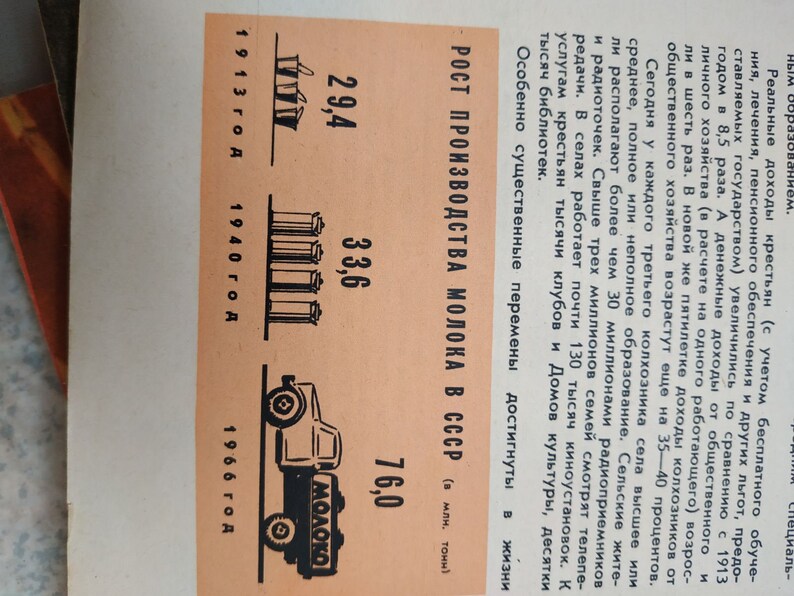 ным образованием.
Реальные доходы крестьян (с учетом бесплатного обуче-
ния, лечения, пенсионного обеспечения и других льгот, предо-
ставляемых государством) увеличились по сравнению с 1913
годом в 8,5 раза. А денежные доходы от общественного и
личного хозяйства (в расчете на одного работающего) возрос-
ли в шесть раз. В новой же пятилетке доходы колхозников от
общественного хозяйства возрастут еще на 35—40 процентов.
Сегодня у каждого третьего колхозника села высшее или
среднее, полное или неполное образование. Сельские жите-
ли располагают более чем 30 миллионами радиоприемников
и радиоточек. Свыше трех миллионов семей смотрят телепе-
редачи. В селах работает почти 130 тысяч киноустановок. К
услугам крестьян тысячи клубов и Домов культуры, десятки
тысяч библиотек.
Особенно существенные перемены достигнуты в жизни
РОСТ ПРОИЗВОДСТВА МОЛОКА В СССР (в млн. тонн)
29,4
33,6
76,0
МОЛОКО
1913 год
1940 год
1966 год